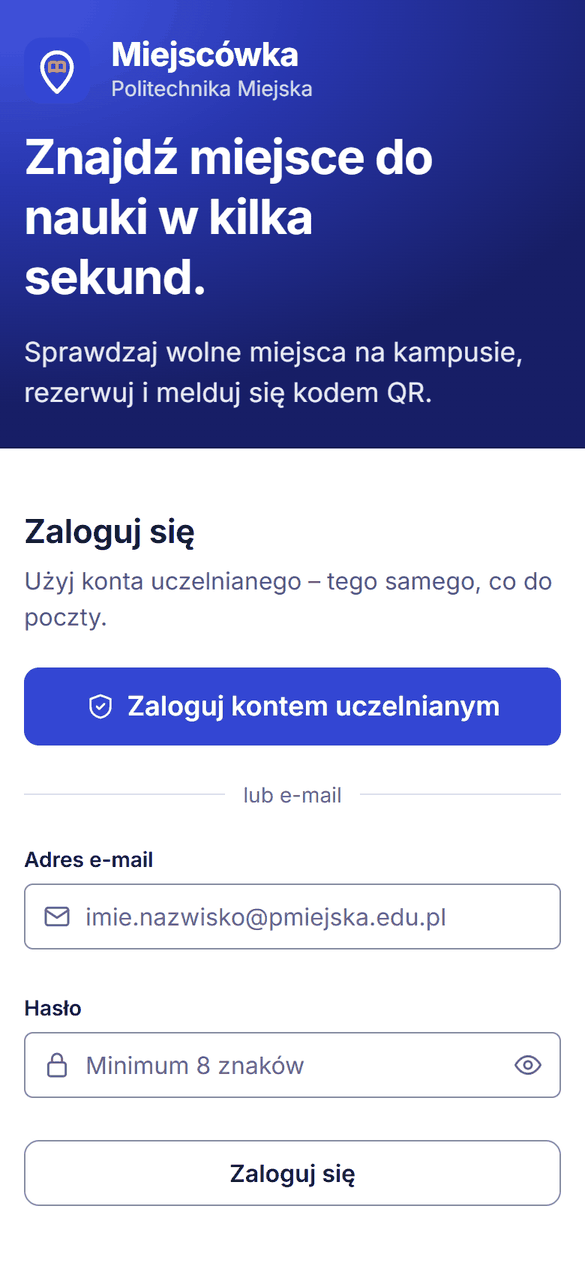 Miejscówka
Politechnika Miejska
Znajdź miejsce do
nauki w kilka
sekund.
Sprawdzaj wolne miejsca na kampusie,
rezerwuj i melduj się kodem QR.
Zaloguj się
Użyj konta uczelnianego – tego samego, co do
poczty.
Zaloguj kontem uczelnianym
lub e-mail
Adres e-mail
imie.nazwisko@pmiejska.edu.pl
Hasło
Minimum 8 znaków
Zaloguj się